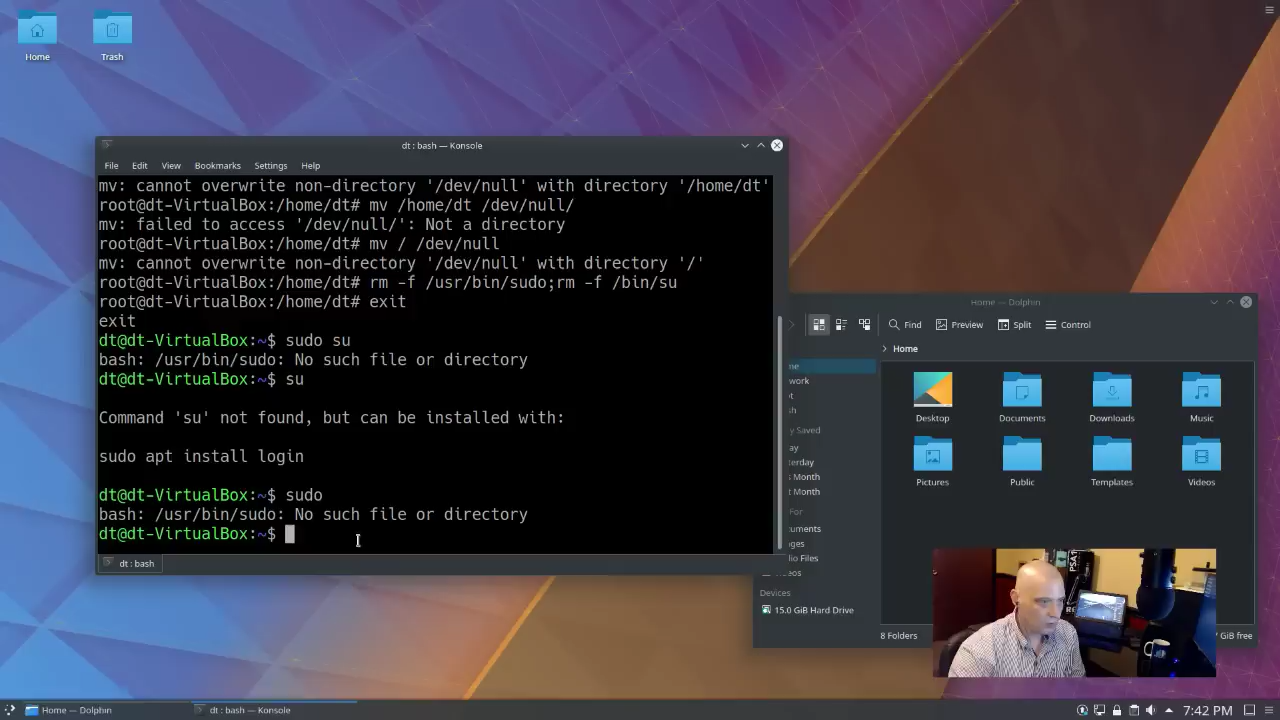 Home
Trash
dt : bash — Konsole
File Edit View Bookmarks Settings Help
mv: cannot overwrite non-directory '/dev/null' with directory '/home/dt'
root@dt-VirtualBox:/home/dt# mv /home/dt /dev/null/
mv: failed to access '/dev/null/': Not a directory
root@dt-VirtualBox:/home/dt# mv / /dev/null
mv: cannot overwrite non-directory '/dev/null' with directory '/'
root@dt-VirtualBox:/home/dt# rm -f /usr/bin/sudo;rm -f /bin/su
root@dt-VirtualBox:/home/dt# exit
exit
dt@dt-VirtualBox:~$ sudo su
bash: /usr/bin/sudo: No such file or directory
dt@dt-VirtualBox:~$ su
Command 'su' not found, but can be installed with:
sudo apt install login
dt@dt-VirtualBox:~$ sudo
bash: /usr/bin/sudo: No such file or directory
dt@dt-VirtualBox:~$
dt : bash
Home — Dolphin
Find Preview Split Control
> Home
Desktop Documents Downloads Music
Pictures Public Templates Videos
Devices
15.0 GiB Hard Drive
8 Folders
GiB free
PSA1
Home — Dolphin
dt : bash — Konsole
7:42 PM